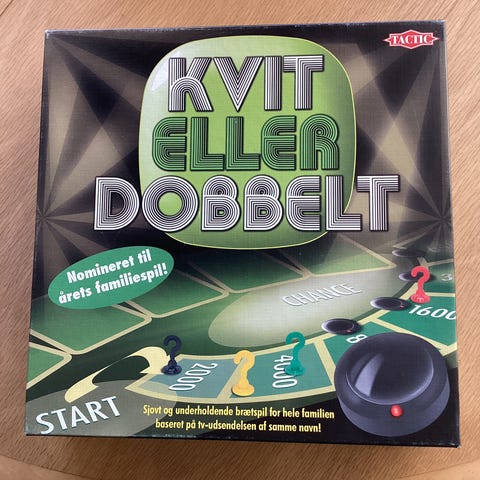 TACTIC
KVIT
ELLER
DOBBELT
Nomineret til
årets familiespil!
CHANCE
1600
8
4000
2000
START
Sjovt og underholdende brætspil for hele familien
baseret på tv-udsendelsen af samme navn!